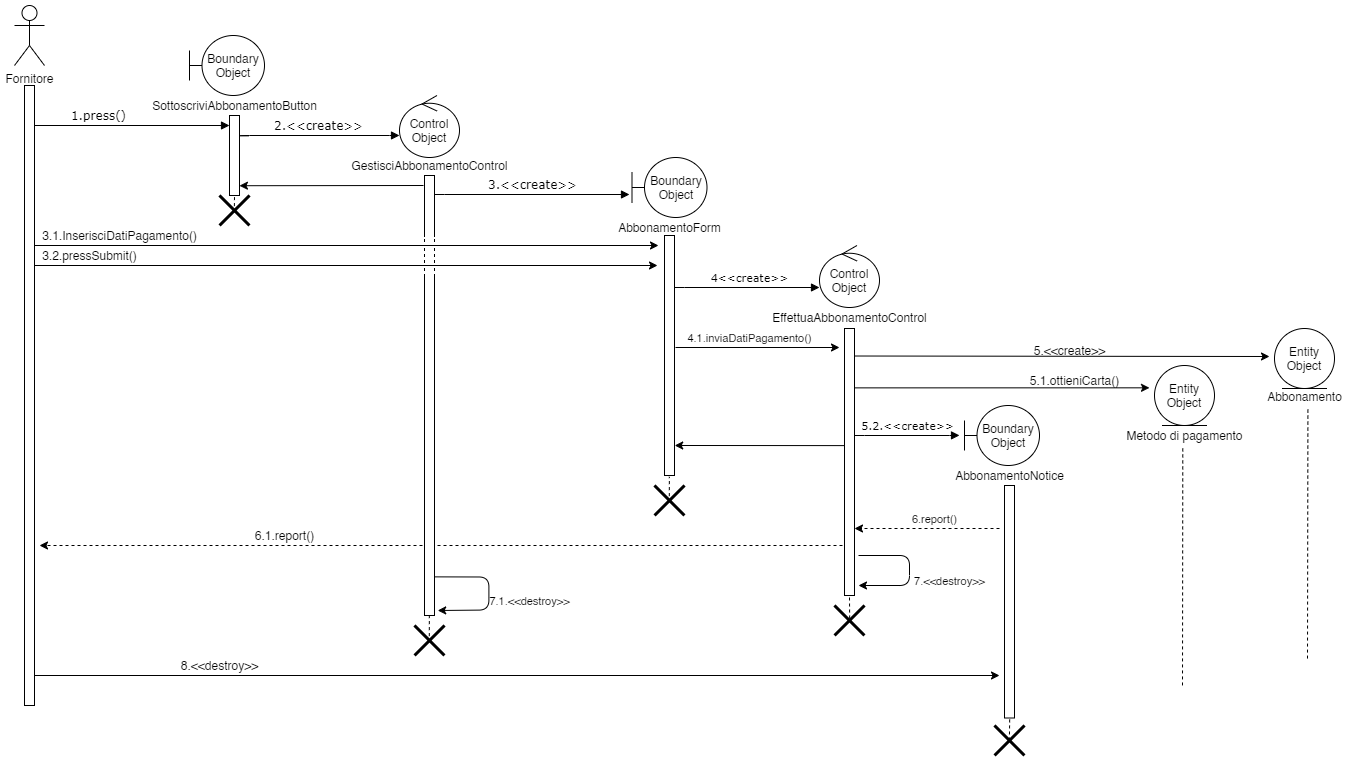 Fornitore
Boundary
Object
SottoscriviAbbonamentoButton
1.press()
2.<<create>>
Control
Object
GestisciAbbonamentoControl
3.<<create>>
Boundary
Object
AbbonamentoForm
3.1.InserisciDatiPagamento()
3.2.pressSubmit()
4<<create>>
Control
Object
EffettuaAbbonamentoControl
4.1.inviaDatiPagamento()
5.<<create>>
Entity
Object
Abbonamento
5.1.ottieniCarta()
Entity
Object
Metodo di pagamento
5.2.<<create>>
Boundary
Object
AbbonamentoNotice
6.report()
6.1.report()
7.<<destroy>>
7.1.<<destroy>>
8.<<destroy>>